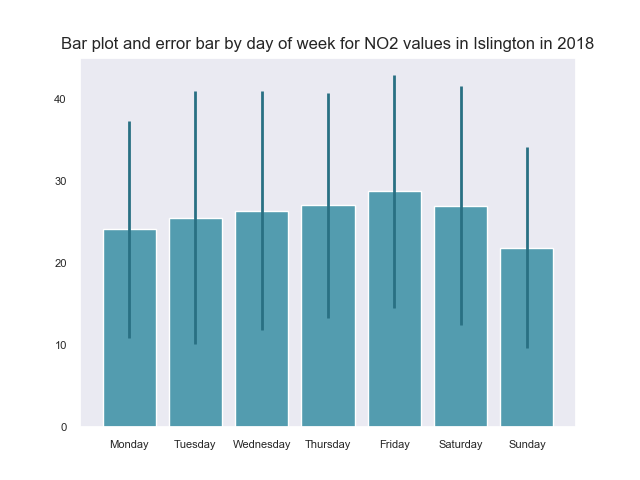 Bar plot and error bar by day of week for NO2 values in Islington in 2018
40
30
20
10
0
Monday Tuesday Wednesday Thursday Friday Saturday Sunday